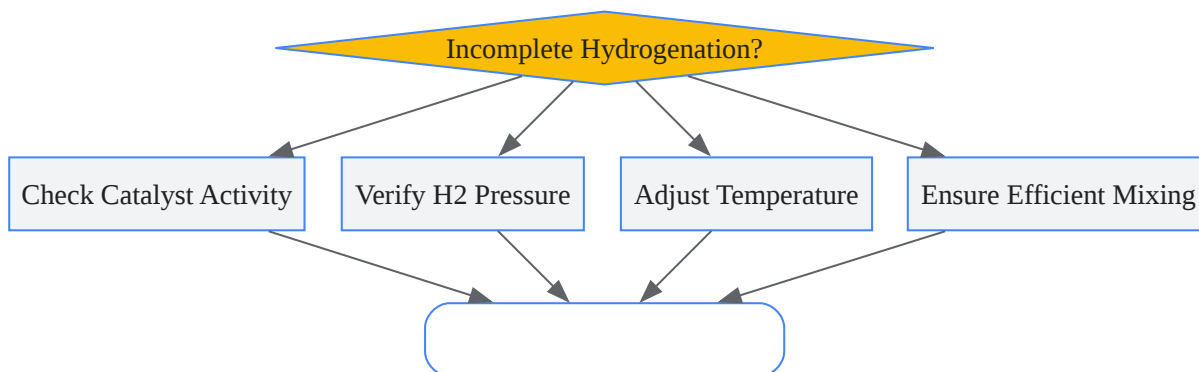 Incomplete Hydrogenation?
Check Catalyst Activity
Verify H2 Pressure
Adjust Temperature
Ensure Efficient Mixing